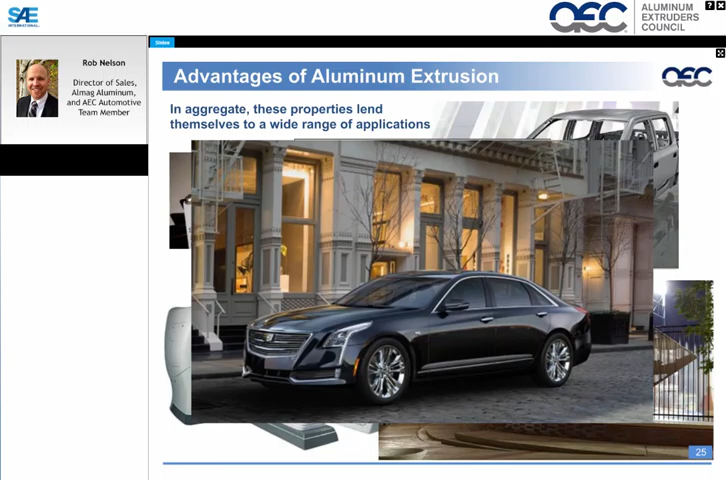 SAE
INTERNATIONAL
AEC
ALUMINUM
EXTRUDERS
COUNCIL
Rob Nelson
Director of Sales,
Almag Aluminum,
and AEC Automotive
Team Member
Slides
Advantages of Aluminum Extrusion
AEC
In aggregate, these properties lend
themselves to a wide range of applications
25